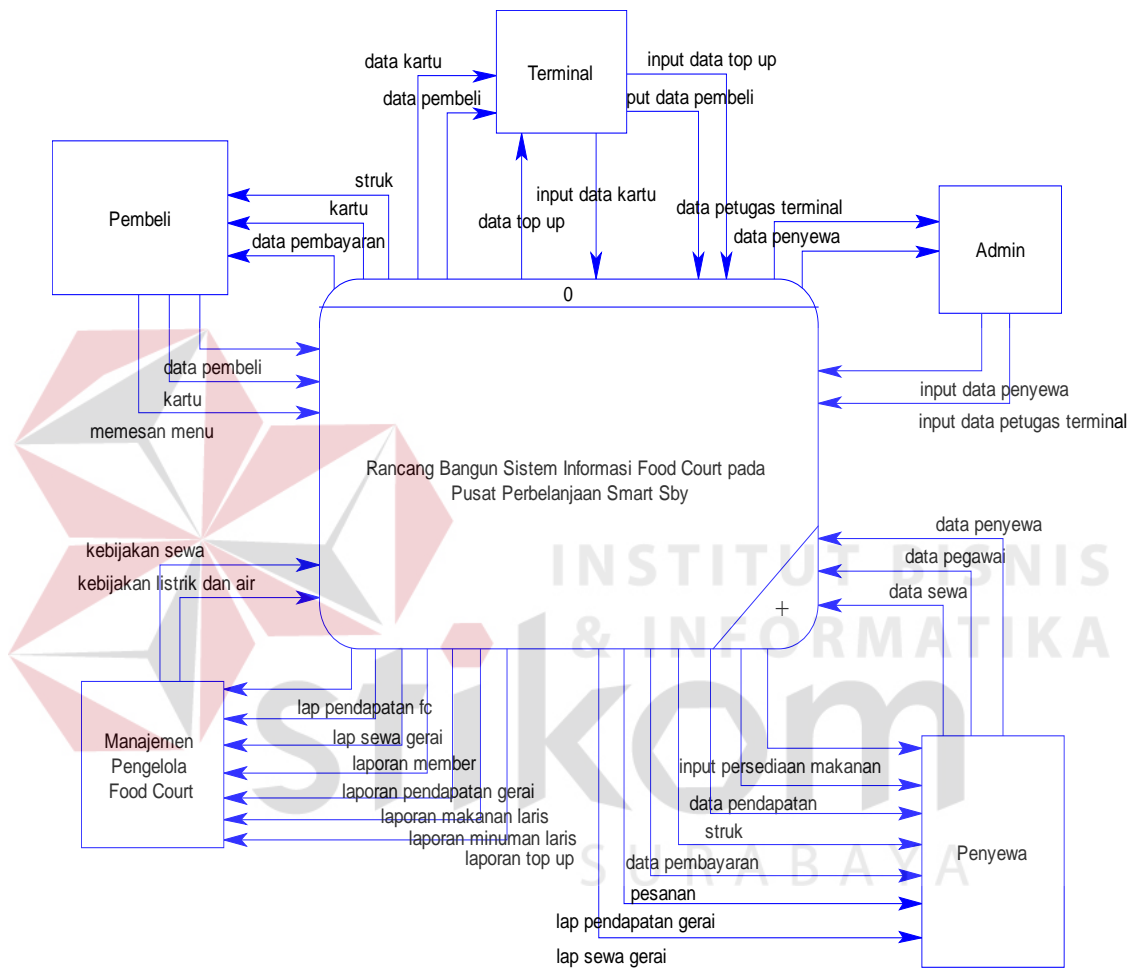 data kartu
Terminal
input data top up
data pembeli
put data pembeli
Pembeli
struk
kartu
data pembayaran
input data kartu
data top up
data petugas terminal
data penyewa
Admin
0
data pembeli
kartu
memesan menu
input data penyewa
input data petugas terminal
Rancang Bangun Sistem Informasi Food Court pada
Pusat Perbelanjaan Smart Sby
kebijakan sewa
kebijakan listrik dan air
data penyewa
data pegawai
data sewa
+
INSTITUT BISNIS
& INFORMATIKA
stikom
SURABAYA
Manajemen
Pengelola
Food Court
lap pendapatan fc
lap sewa gerai
laporan member
laporan pendapatan gerai
laporan makanan laris
laporan minuman laris
laporan top up
input persediaan makanan
data pendapatan
struk
data pembayaran
pesanan
lap pendapatan gerai
lap sewa gerai
Penyewa